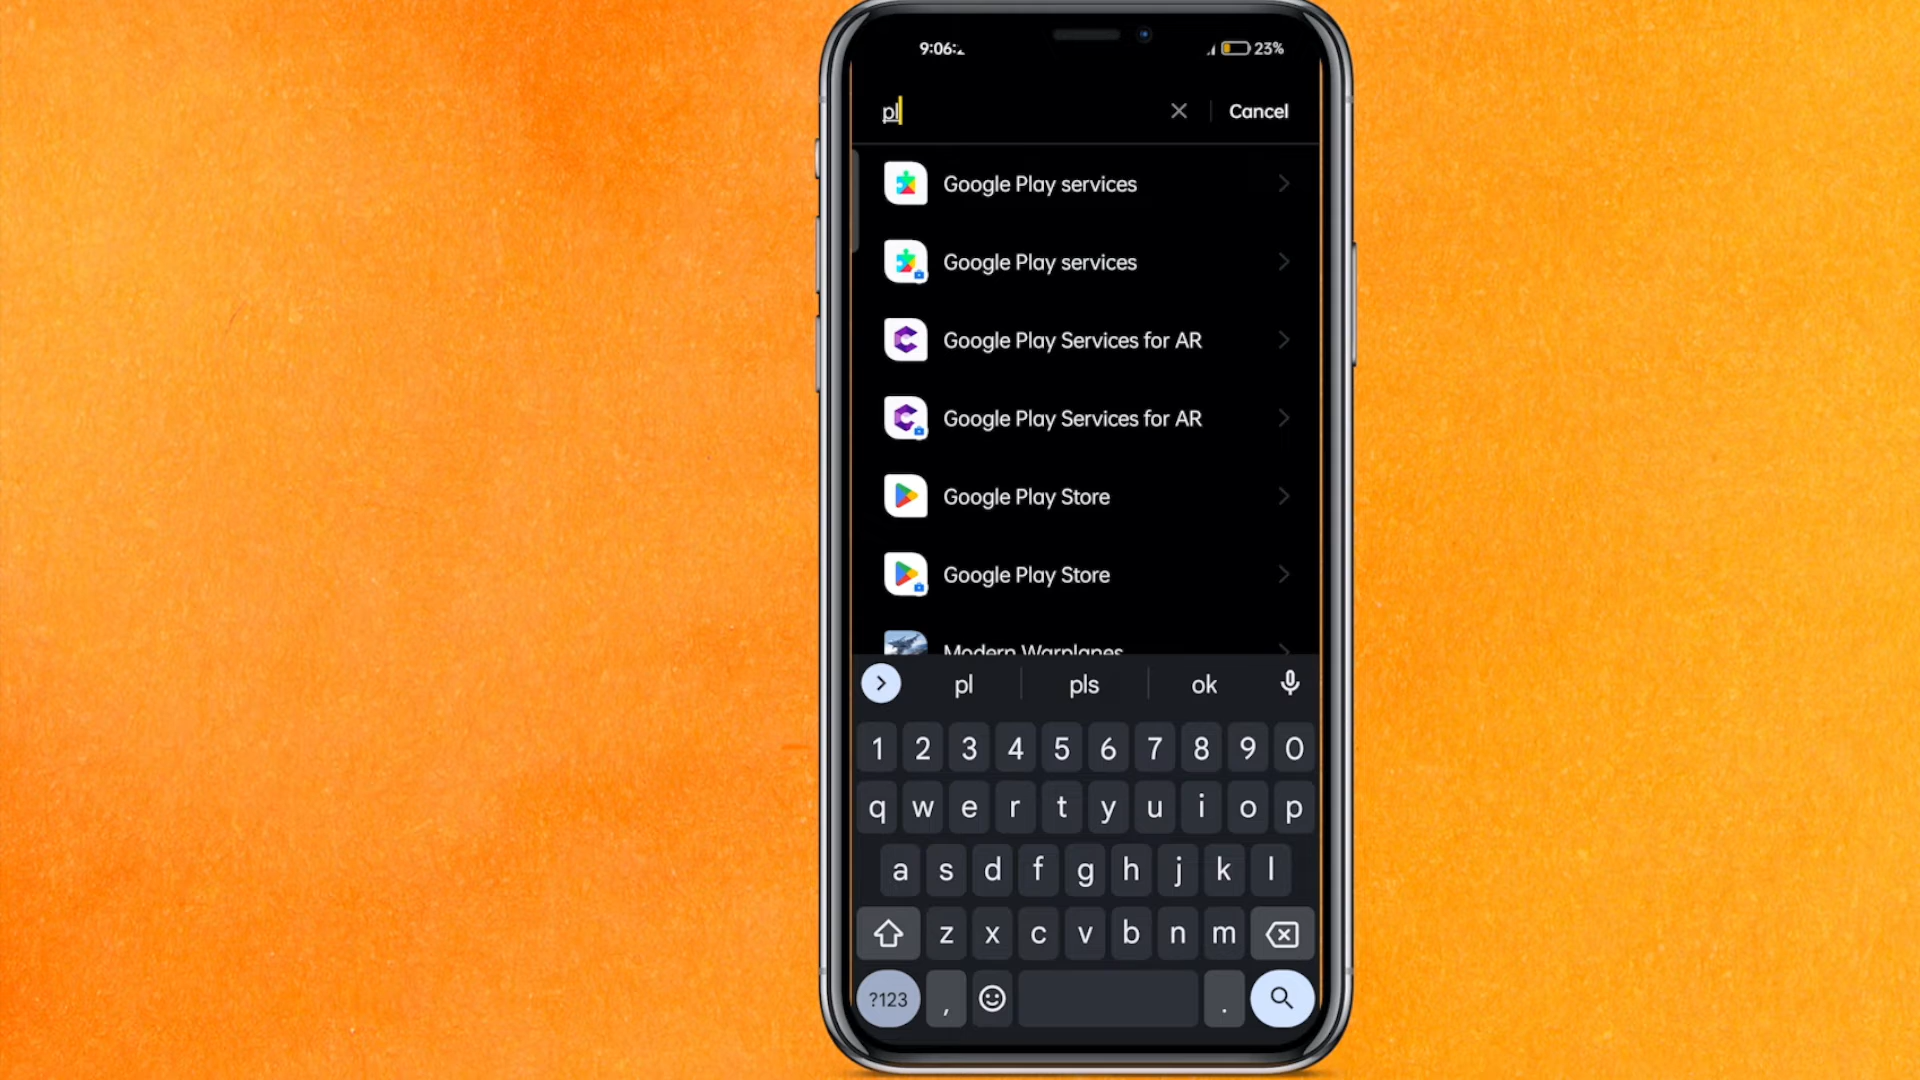 9:06
23%
pl
Cancel
Google Play services
Google Play services
Google Play Services for AR
Google Play Services for AR
Google Play Store
Google Play Store
Modern Warplanes
pl pls ok
1 2 3 4 5 6 7 8 9 0
q w e r t y u i o p
a s d f g h j k l
z x c v b n m
?123 , .